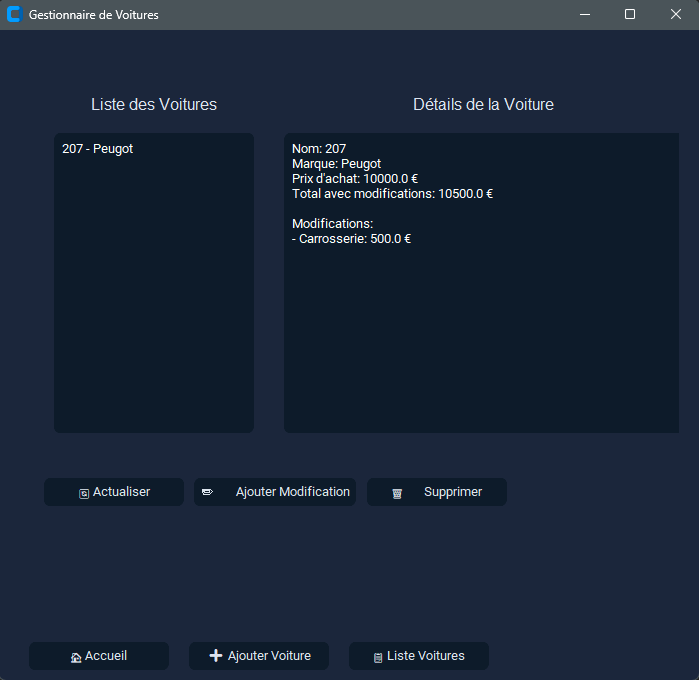 Gestionnaire de Voitures
Liste des Voitures
Détails de la Voiture
207 - Peugot
Nom: 207
Marque: Peugot
Prix d'achat: 10000.0 €
Total avec modifications: 10500.0 €
Modifications:
- Carrosserie: 500.0 €
Actualiser
Ajouter Modification
Supprimer
Accueil
Ajouter Voiture
Liste Voitures